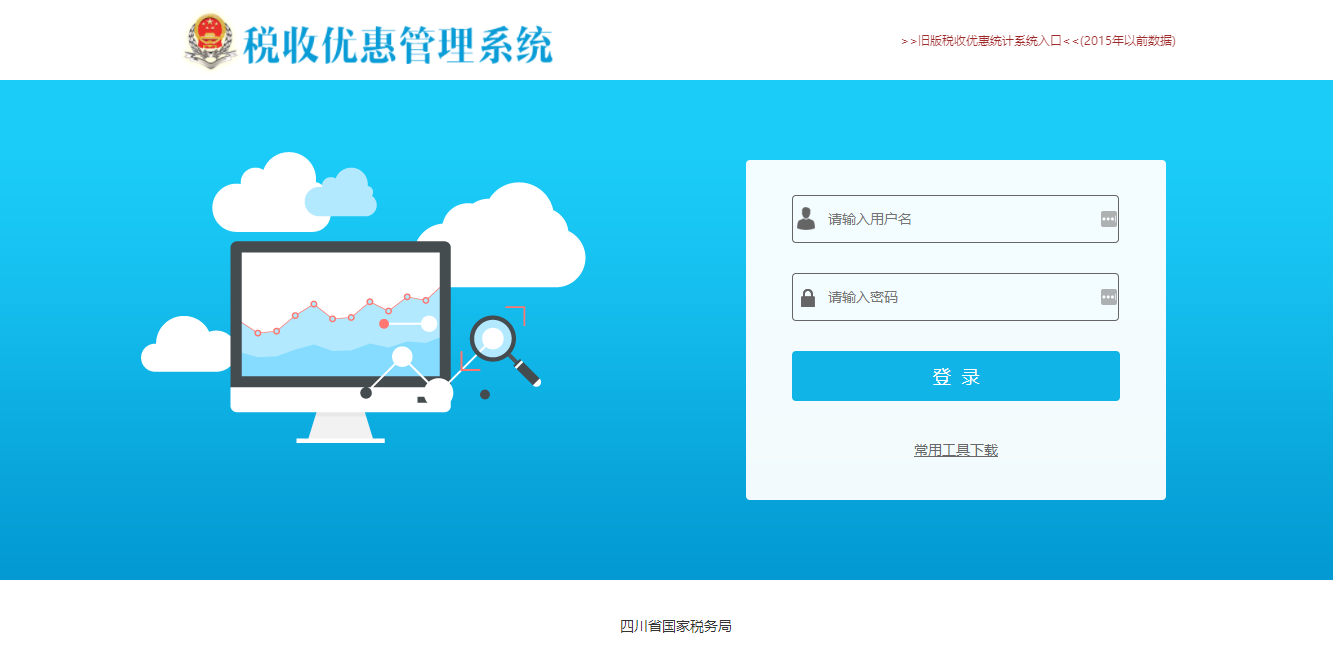 税收优惠管理系统
>>旧版税收优惠统计系统入口<<(2015年以前数据)
请输入用户名
请输入密码
登 录
常用工具下载
四川省国家税务局